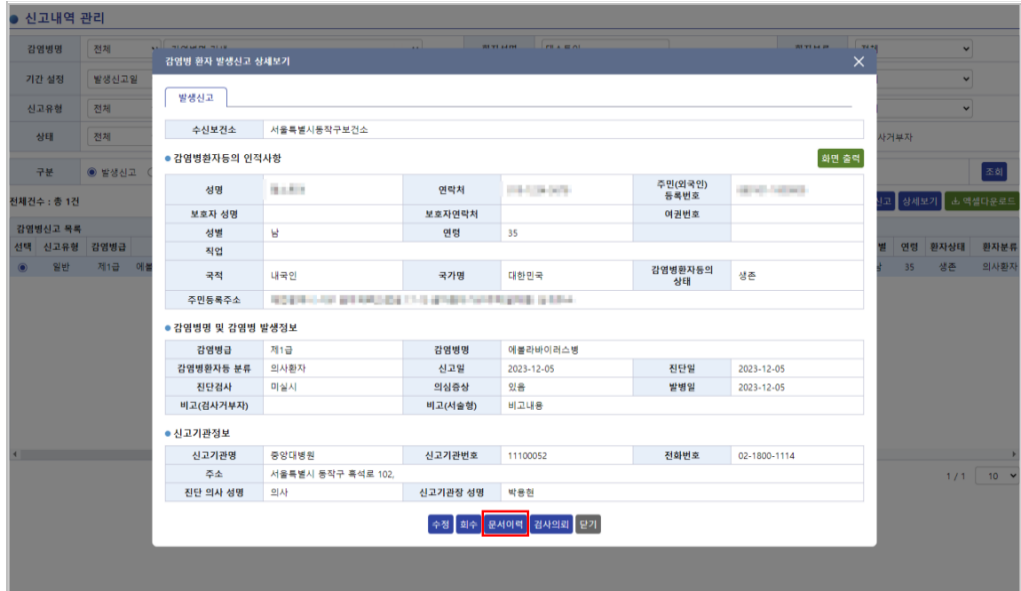 신고내역 관리
감염병명 전체
기간 설정 발생신고일
신고유형 전체
상태 전체 사거부자
구분 발생신고 조회
전체건수 : 총 1건 신고 상세보기 엑셀다운로드
감염병신고 목록
선택 신고유형 감염병급 별 연령 환자상태 환자분류
일반 제1급 에볼 35 생존 의사환자
1 / 1 10
감염병 환자 발생신고 상세보기
발생신고
수신보건소 서울특별시동작구보건소
감염병환자등의 인적사항 화면 출력
성명 연락처 주민(외국인) 등록번호
보호자 성명 보호자연락처 여권번호
성별 남 연령 35
직업
국적 내국인 국가명 대한민국 감염병환자등의 상태 생존
주민등록주소
감염병명 및 감염병 발생정보
감염병급 제1급 감염병명 에볼라바이러스병
감염병환자등 분류 의사환자 신고일 2023-12-05 진단일 2023-12-05
진단검사 미실시 의심증상 있음 발병일 2023-12-05
비고(검사거부자) 비고(서술형) 비고내용
신고기관정보
신고기관명 중앙대병원 신고기관번호 11100052 전화번호 02-1800-1114
주소 서울특별시 동작구 흑석로 102,
진단 의사 성명 의사 신고기관장 성명 박용현
수정 회수 문서이력 검사의뢰 닫기